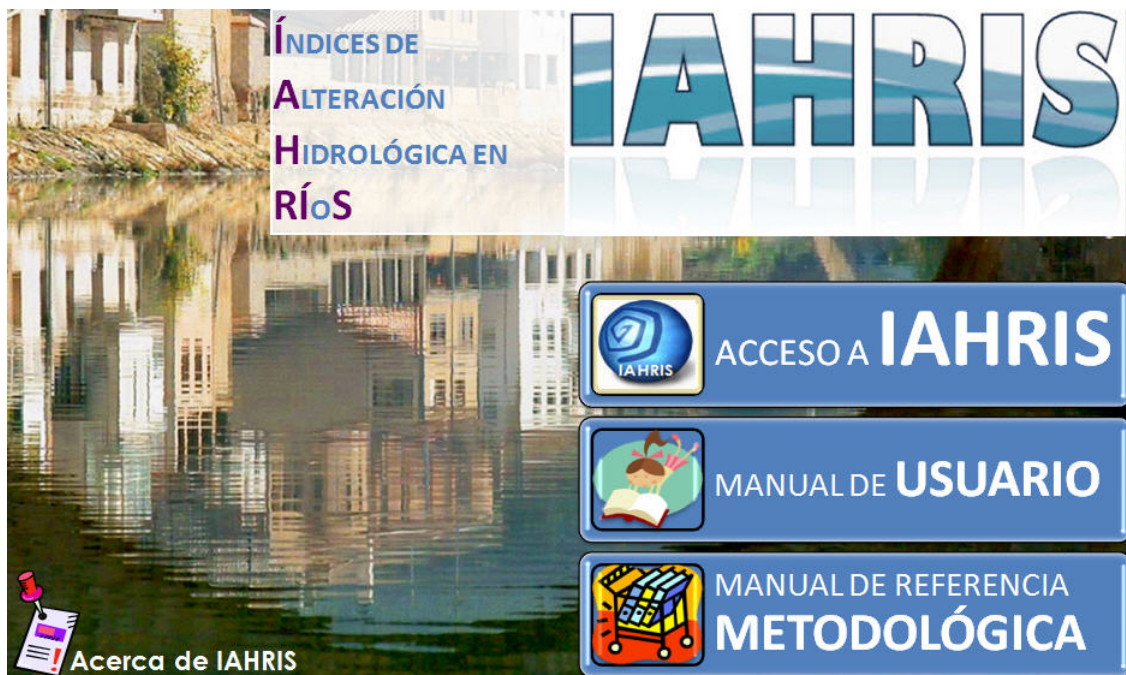 ÍNDICES DE
ALTERACIÓN
HIDROLÓGICA EN
RÍoS
IAHRIS
IAHRIS
ACCESO A IAHRIS
MANUAL DE USUARIO
MANUAL DE REFERENCIA
METODOLÓGICA
Acerca de IAHRIS